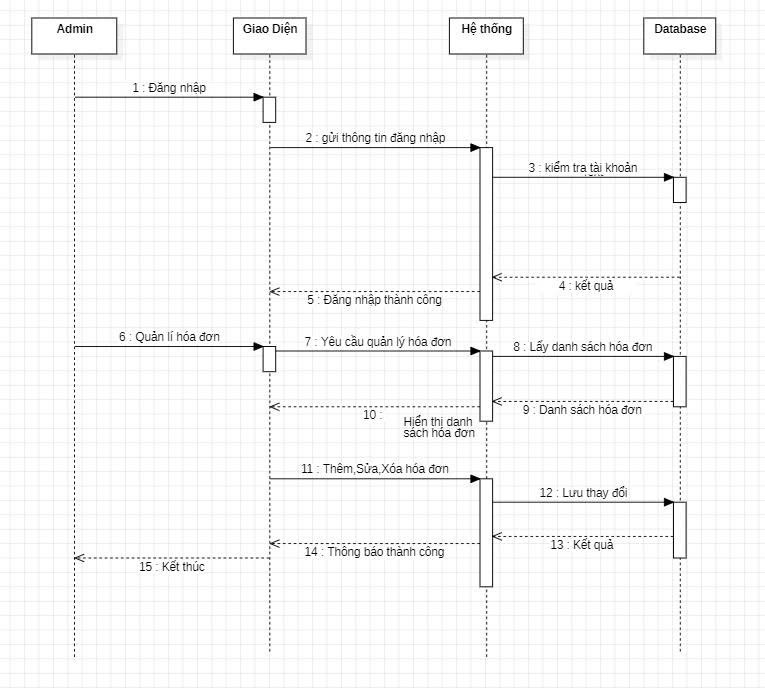 Admin
Giao Diện
Hệ thống
Database
1 : Đăng nhập
2 : gửi thông tin đăng nhập
3 : kiểm tra tài khoản
4 : kết quả
5 : Đăng nhập thành công
6 : Quản lí hóa đơn
7 : Yêu cầu quản lý hóa đơn
8 : Lấy danh sách hóa đơn
9 : Danh sách hóa đơn
10 :
Hiển thị danh
sách hóa đơn
11 : Thêm,Sửa,Xóa hóa đơn
12 : Lưu thay đổi
13 : Kết quả
14 : Thông báo thành công
15 : Kết thúc